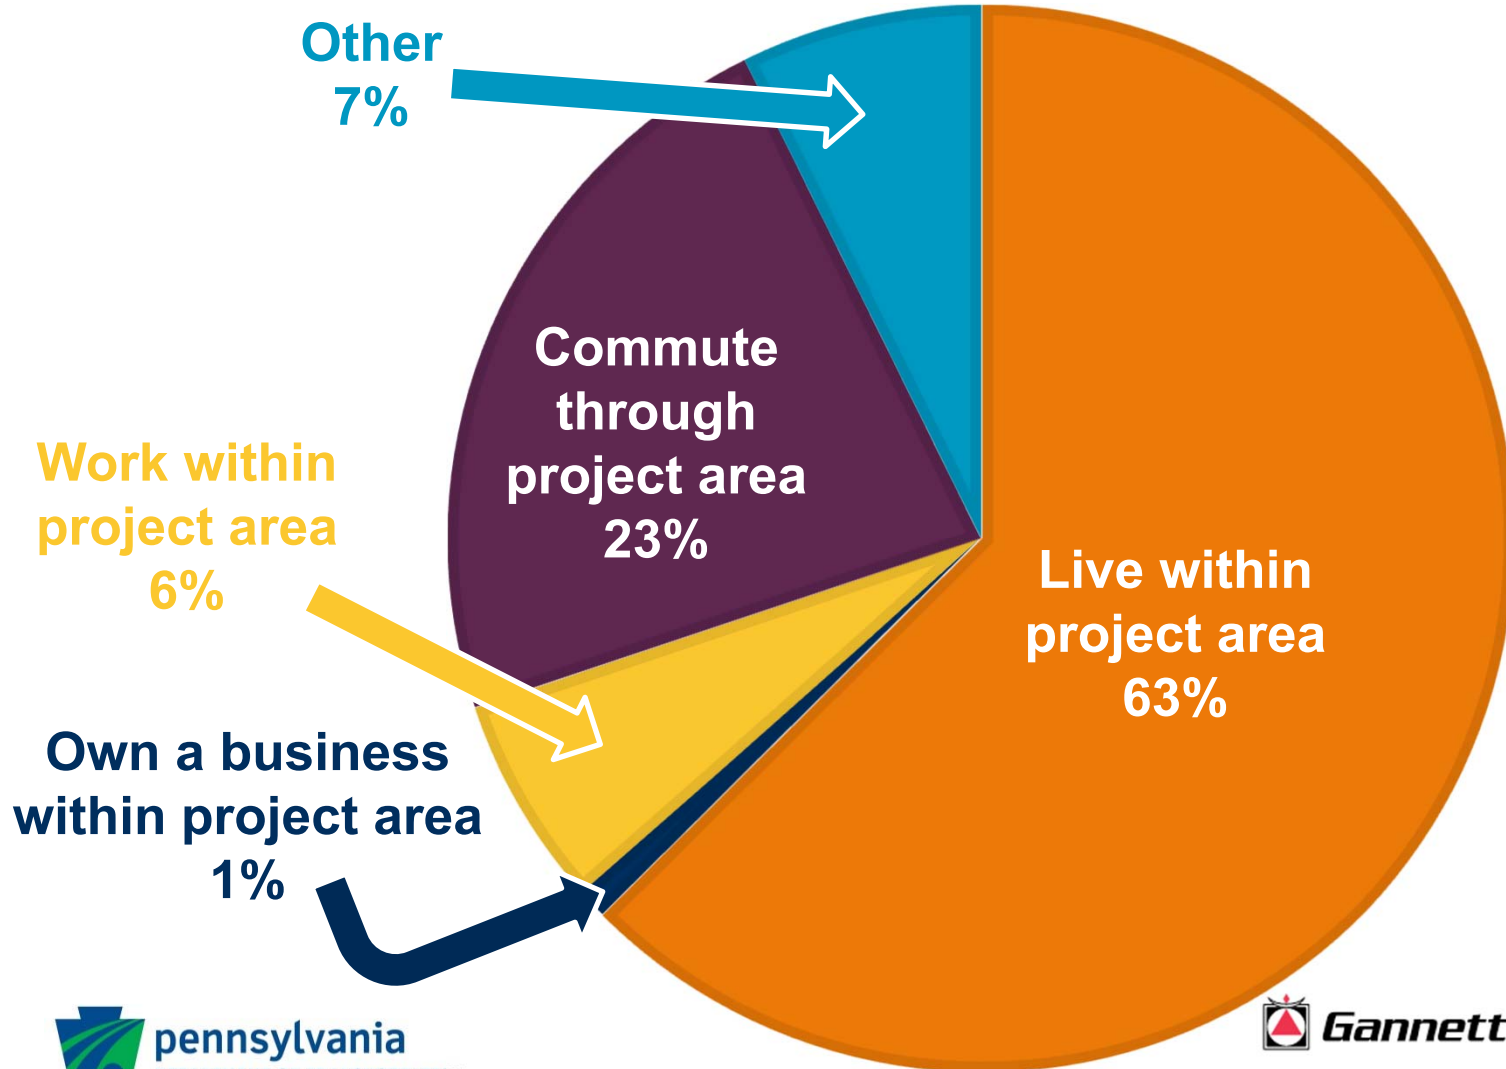 Other
7%
Commute
through
project area
23%
Work within
project area
6%
Live within
project area
63%
Own a business
within project area
1%
pennsylvania
Gannett